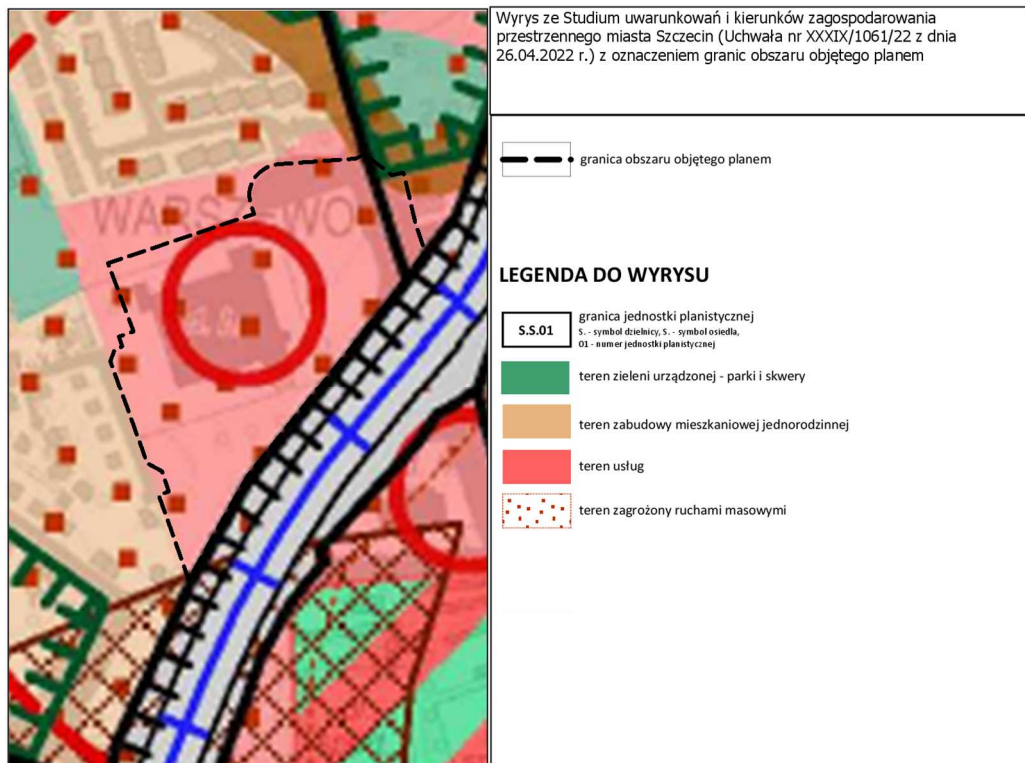 Wyrys ze Studium uwarunkowań i kierunków zagospodarowania
przestrzennego miasta Szczecin (Uchwała nr XXXIX/1061/22 z dnia
26.04.2022 r.) z oznaczeniem granic obszaru objętego planem
granica obszaru objętego planem
WARSZEWO
LEGENDA DO WYRYSU
S.S.01
granica jednostki planistycznej
S. - symbol dzielnicy, S. - symbol osiedla,
01 - numer jednostki planistycznej
teren zieleni urządzonej - parki i skwery
teren zabudowy mieszkaniowej jednorodzinnej
teren usług
teren zagrożony ruchami masowymi